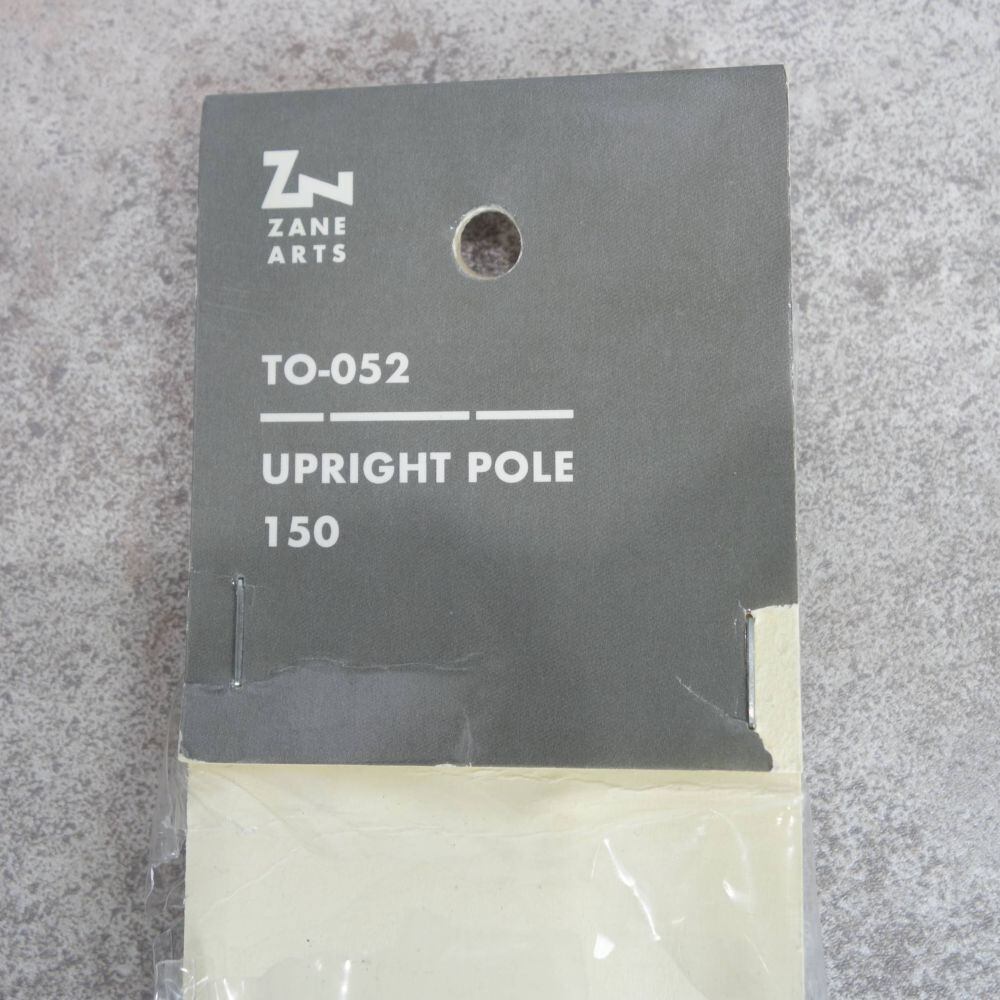 ZN
ZANE
ARTS
TO-052
UPRIGHT POLE
150